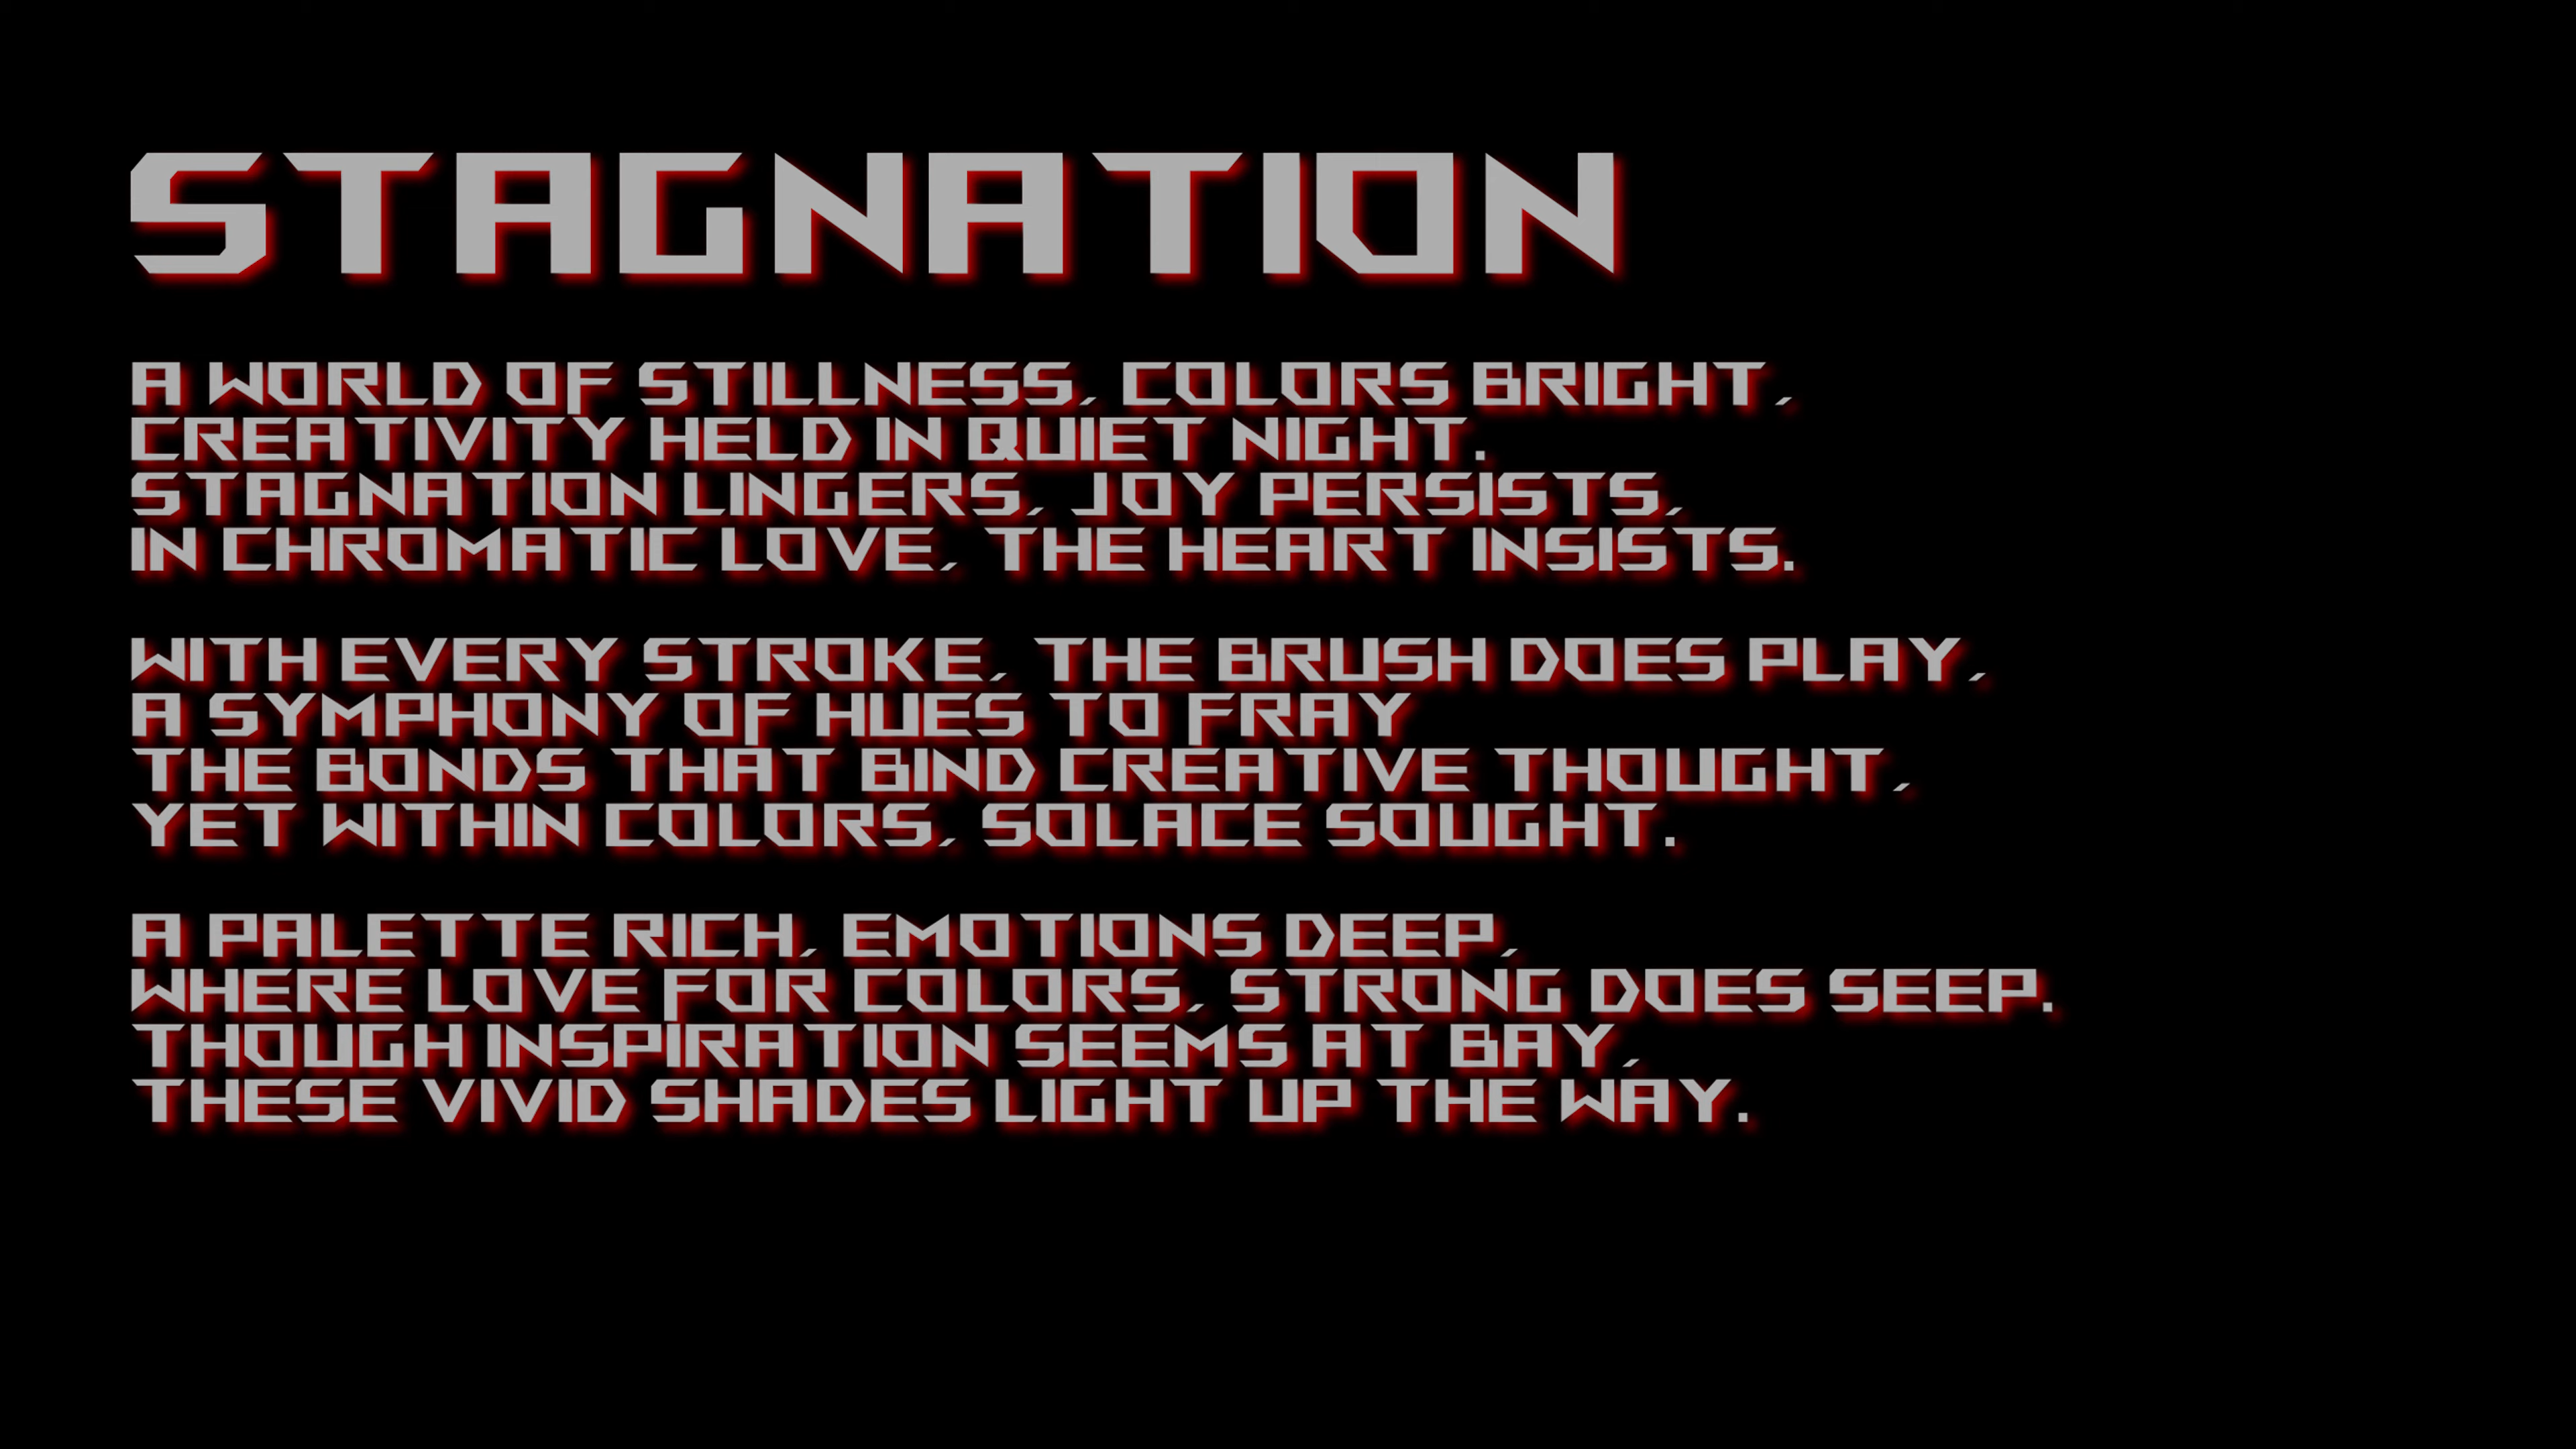 STAGNATION
A WORLD OF STILLNESS, COLORS BRIGHT,
CREATIVITY HELD IN QUIET NIGHT.
STAGNATION LINGERS, JOY PERSISTS,
IN CHROMATIC LOVE, THE HEART INSISTS.
WITH EVERY STROKE, THE BRUSH DOES PLAY,
A SYMPHONY OF HUES TO FRAY
THE BONDS THAT BIND CREATIVE THOUGHT,
YET WITHIN COLORS, SOLACE SOUGHT.
A PALETTE RICH, EMOTIONS DEEP,
WHERE LOVE FOR COLORS, STRONG DOES SEEP.
THOUGH INSPIRATION SEEMS AT BAY,
THESE VIVID SHADES LIGHT UP THE WAY.